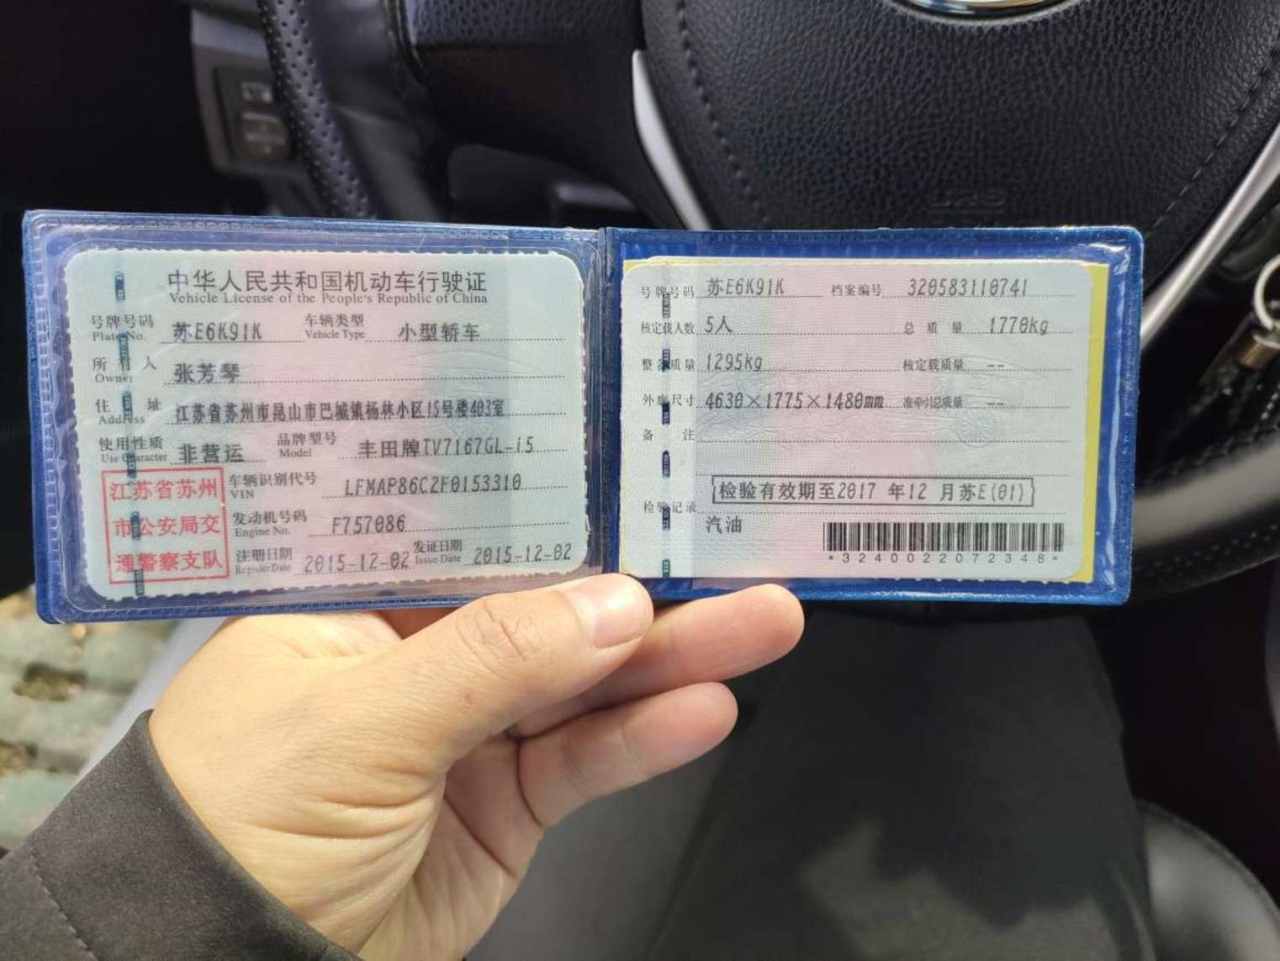 中华人民共和国机动车行驶证
Vehicle License of the People's Republic of China
号牌号码 苏E6K91K 车辆类型 小型轿车
Plate No. Vehicle Type
所有人 张芳琴
Owner
住址 江苏省苏州市昆山市巴城镇杨林小区15号楼403室
Address
使用性质 非营运 品牌型号 丰田牌TV7167GL-i5
Use Character Model
江苏省苏州
市公安局交
通警察支队
车辆识别代号 LFMAP86C2F0153310
VIN
发动机号码 F757086
Engine No.
注册日期 2015-12-02 发证日期 2015-12-02
Register Date Issue Date
号牌号码 苏E6K91K 档案编号 320583110741
核定载人数 5人 总质量 1770kg
整备质量 1295kg 核定载质量 --
外廓尺寸 4630×1775×1480mm 准牵引总质量 --
备注
检验有效期至2017 年12 月苏E(01)
检验记录
汽油
*3240022072348*